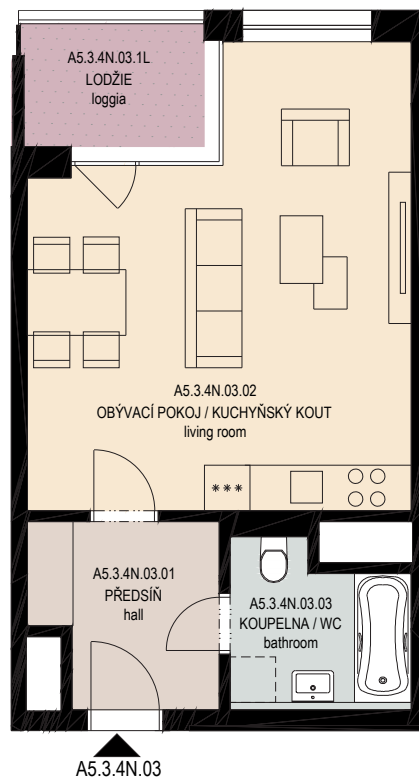 A5.3.4N.03.1L
LODŽIE
loggia
A5.3.4N.03.02
OBÝVACÍ POKOJ / KUCHYŇSKÝ KOUT
living room
***
A5.3.4N.03.01
PŘEDSÍŇ
hall
A5.3.4N.03.03
KOUPELNA / WC
bathroom
A5.3.4N.03